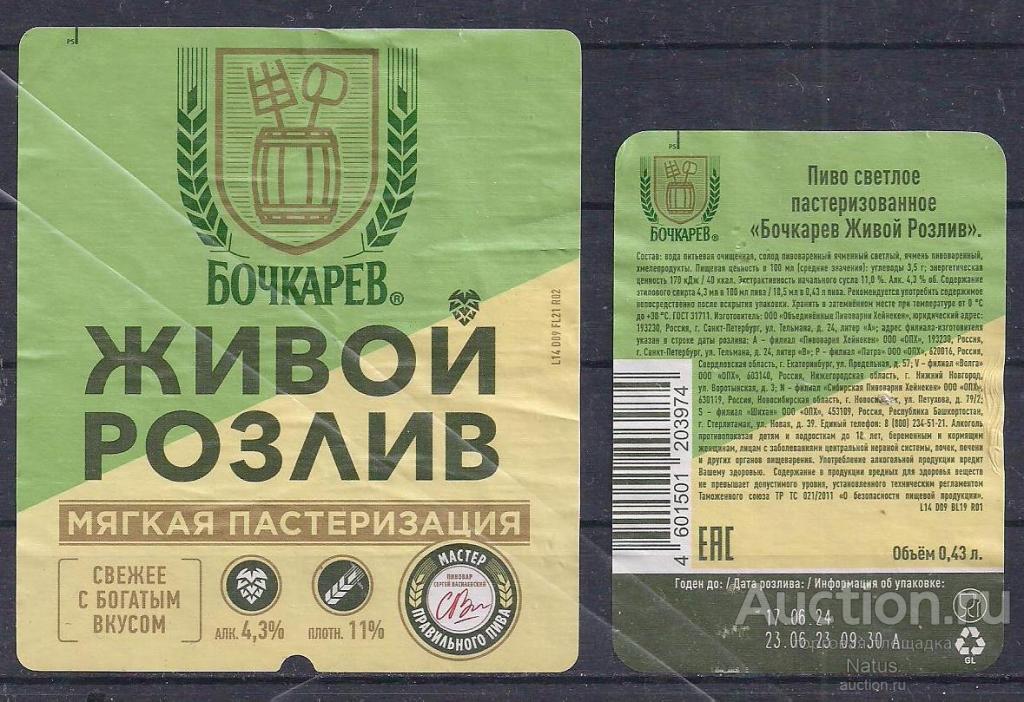 PS
БОЧКАРЕВ®
ЖИВОЙ
РОЗЛИВ
L14 D09 FL21 R02
МЯГКАЯ ПАСТЕРИЗАЦИЯ
СВЕЖЕЕ
С БОГАТЫМ
ВКУСОМ
АЛК. 4,3%
ПЛОТН. 11%
МАСТЕР
ПИВОВАР
СЕРГЕЙ ВАСИЛЕВСКИЙ
ПРАВИЛЬНОГО ПИВА
PS
БОЧКАРЕВ®
Пиво светлое
пастеризованное
«Бочкарев Живой Розлив».
Состав: вода питьевая очищенная, солод пивоваренный ячменный светлый, ячмень пивоваренный,
хмелепродукты. Пищевая ценность в 100 мл (средние значения): углеводы 3,5 г; энергетическая
ценность 170 кДж / 40 ккал. Экстрактивность начального сусла 11,0 %. Алк. 4,3 % об. Содержание
этилового спирта 4,3 мл в 100 мл пива / 18,5 мл в 0,43 л пива. Рекомендуется употребить содержимое
непосредственно после вскрытия упаковки. Хранить в затемнённом месте при температуре от 0 °С
до +30 °С. ГОСТ 31711. Изготовитель: ООО «Объединённые Пивоварни Хейнекен», юридический адрес:
193230, Россия, г. Санкт-Петербург, ул. Тельмана, д. 24, литер «А»; адрес филиала-изготовителя
указан в строке даты розлива: А – филиал «Пивоварня Хейнекен» ООО «ОПХ», 193230, Россия,
г. Санкт-Петербург, ул. Тельмана, д. 24, литер «В»; Р – филиал «Патра» ООО «ОПХ», 620016, Россия,
Свердловская область, г. Екатеринбург, ул. Предельная, д. 57; V – филиал «Волга»
ООО «ОПХ», 603140, Россия, Нижегородская область, г. Нижний Новгород,
ул. Воротынская, д. 3; N – филиал «Сибирская Пивоварня Хейнекен» ООО «ОПХ»,
630119, Россия, Новосибирская область, г. Новосибирск, ул. Петухова, д. 79/2;
S – филиал «Шихан» ООО «ОПХ», 453109, Россия, Республика Башкортостан,
г. Стерлитамак, ул. Новая, д. 39. Единый телефон: 8 (800) 234-51-21. Алкоголь
противопоказан детям и подросткам до 18 лет, беременным и кормящим
женщинам, лицам с заболеваниями центральной нервной системы, почек, печени
и других органов пищеварения. Употребление алкогольной продукции вредит
Вашему здоровью. Содержание в продукции вредных для здоровья веществ
не превышает допустимого уровня, установленного техническим регламентом
Таможенного союза ТР ТС 021/2011 «О безопасности пищевой продукции».
L14 D09 BL19 R01
4 601501 203974
EAC
Объём 0,43 л.
Годен до: / Дата розлива: / Информация об упаковке:
17.06.24
23.06.23 09:30 А
GL
Auction.ru
торговая площадка
Natus.
auction.ru